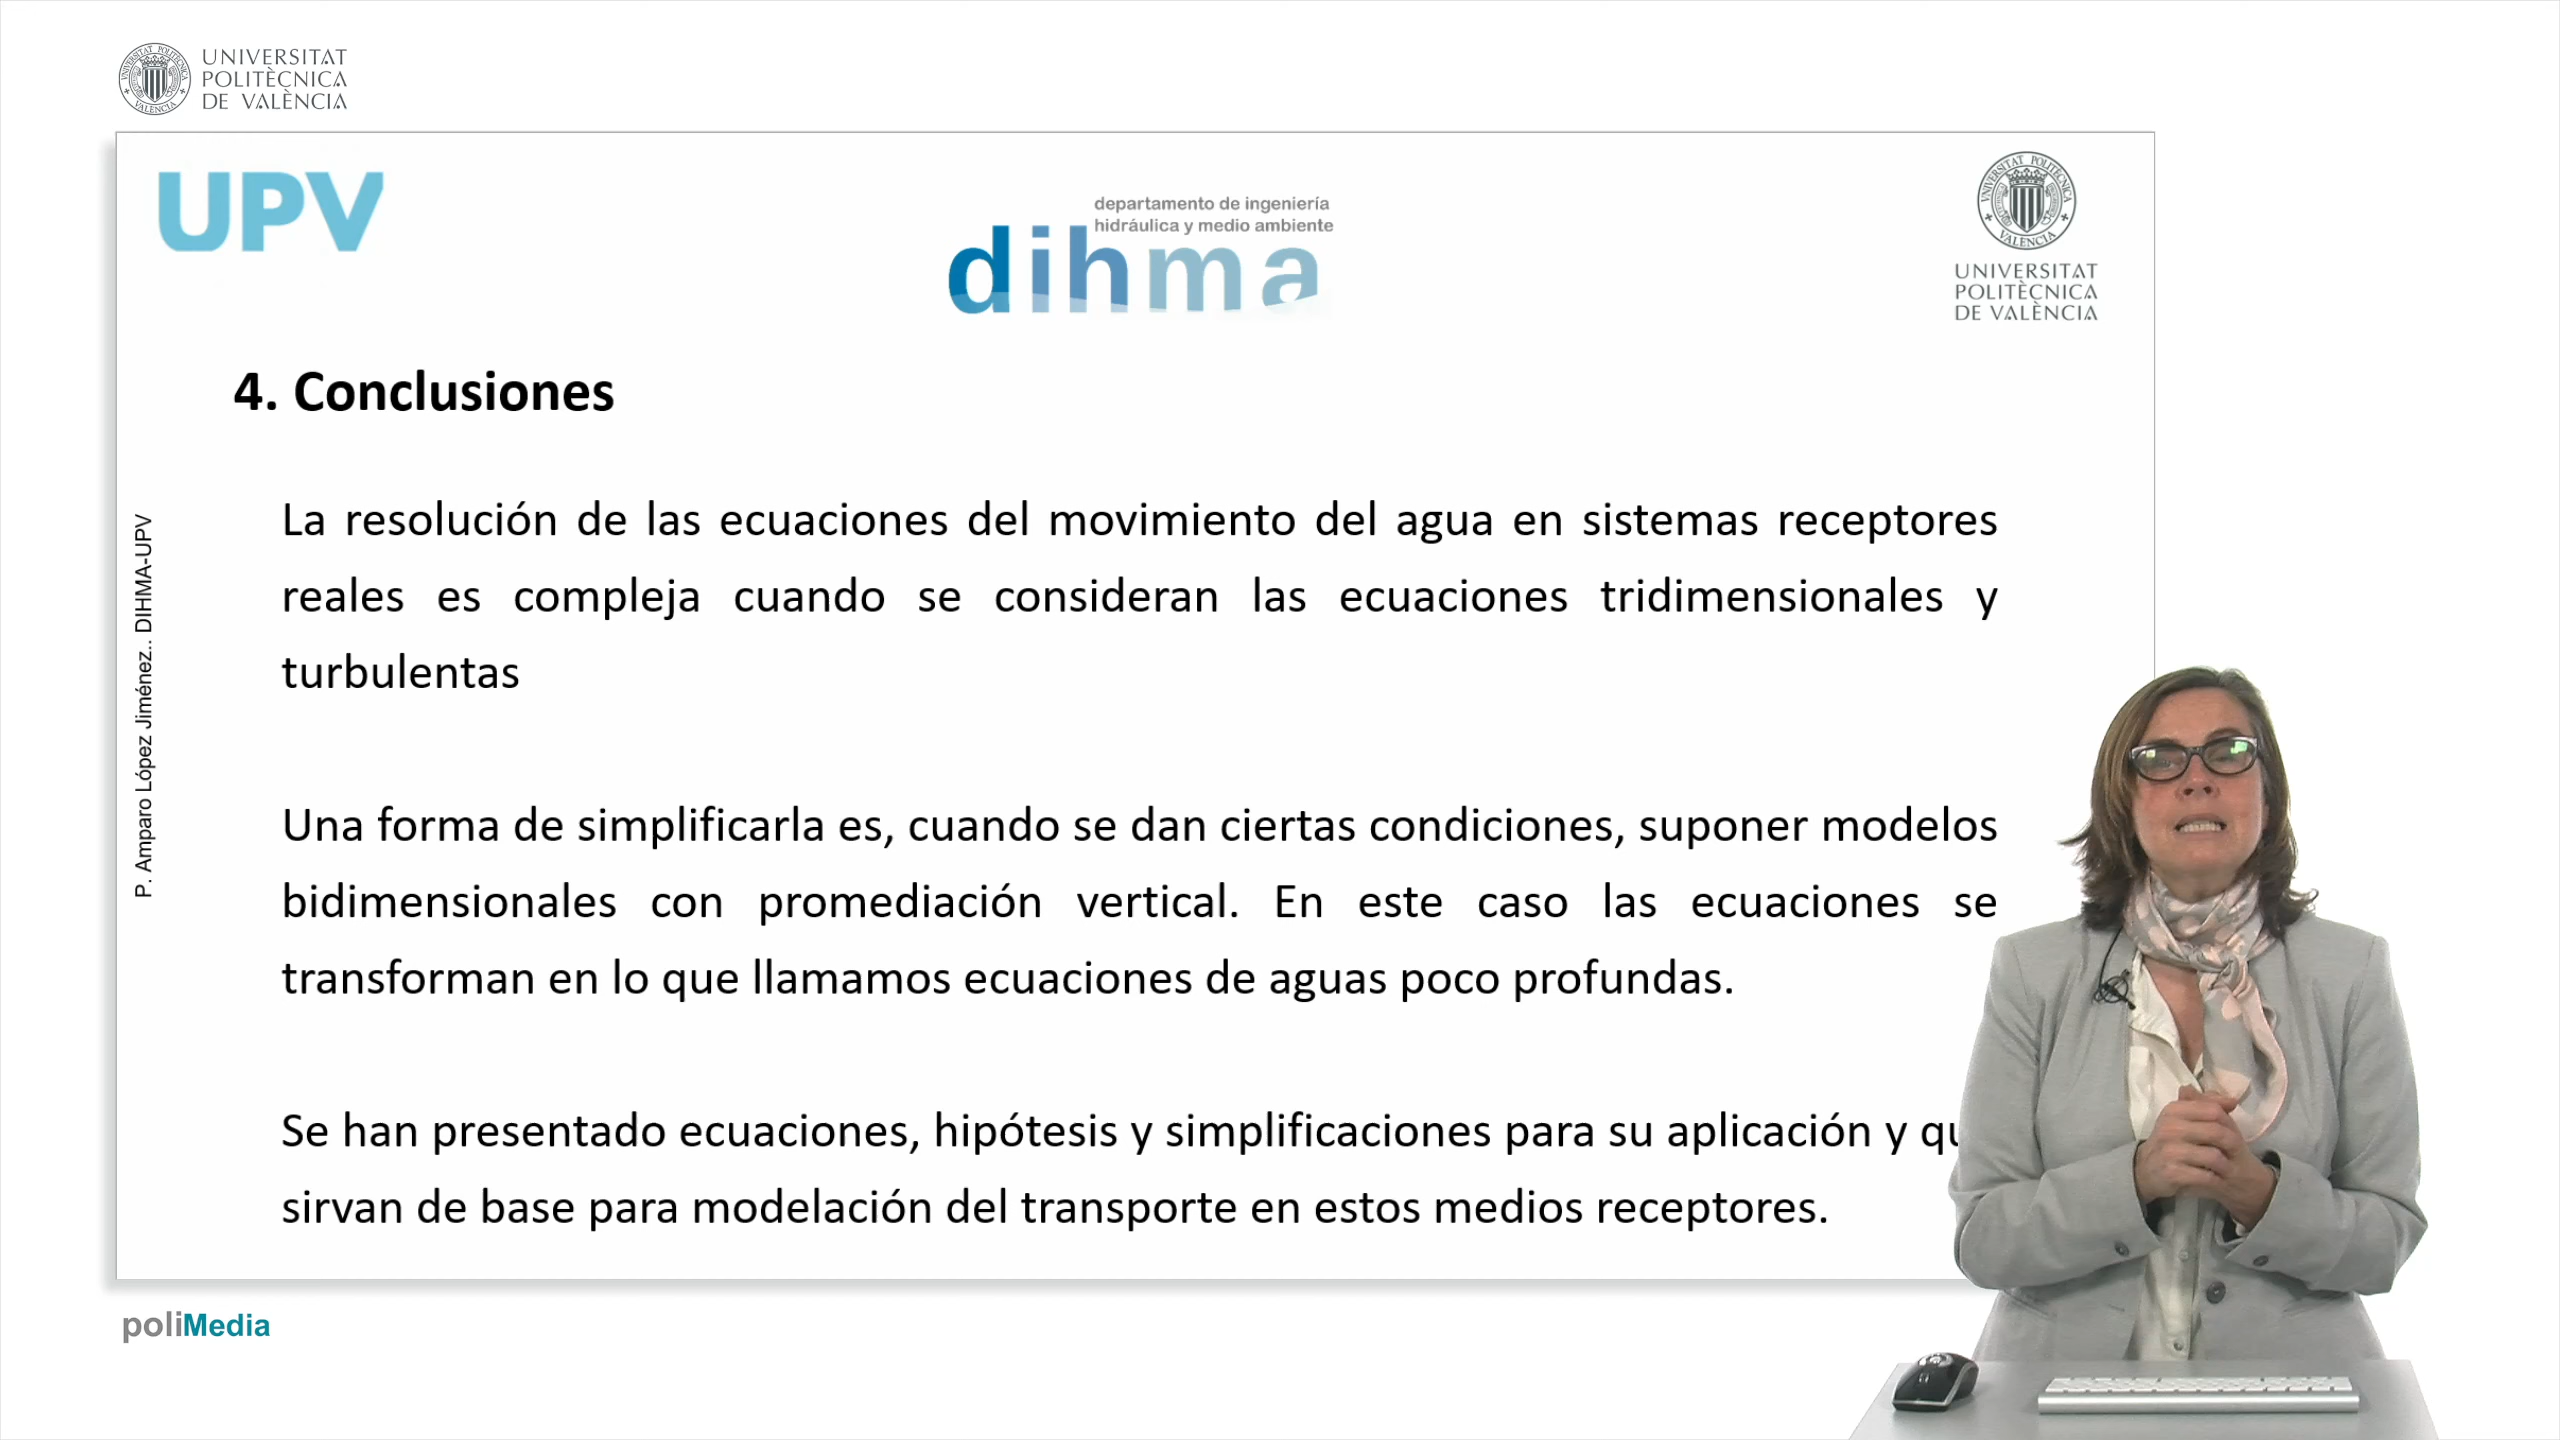 UNIVERSITAT
POLITÈCNICA
DE VALÈNCIA
UPV
departamento de ingeniería
hidráulica y medio ambiente
dihma
UNIVERSITAT
POLITÈCNICA
DE VALÈNCIA
4. Conclusiones
La resolución de las ecuaciones del movimiento del agua en sistemas receptores
reales es compleja cuando se consideran las ecuaciones tridimensionales y
turbulentas
Una forma de simplificarla es, cuando se dan ciertas condiciones, suponer modelos
bidimensionales con promediación vertical. En este caso las ecuaciones se
transforman en lo que llamamos ecuaciones de aguas poco profundas.
Se han presentado ecuaciones, hipótesis y simplificaciones para su aplicación y
sirvan de base para modelación del transporte en estos medios receptores.
P. Amparo López Jiménez.. DIHMA-UPV
poliMedia